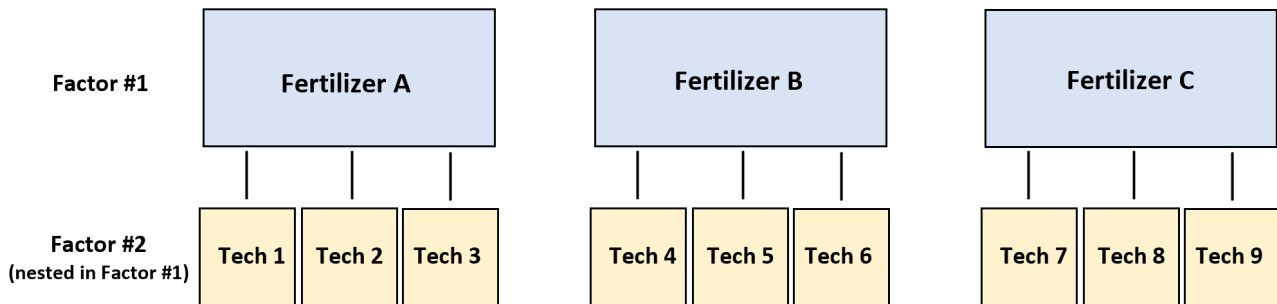 Factor #1
Fertilizer A
Fertilizer B
Fertilizer C
Factor #2
(nested in Factor #1)
Tech 1
Tech 2
Tech 3
Tech 4
Tech 5
Tech 6
Tech 7
Tech 8
Tech 9